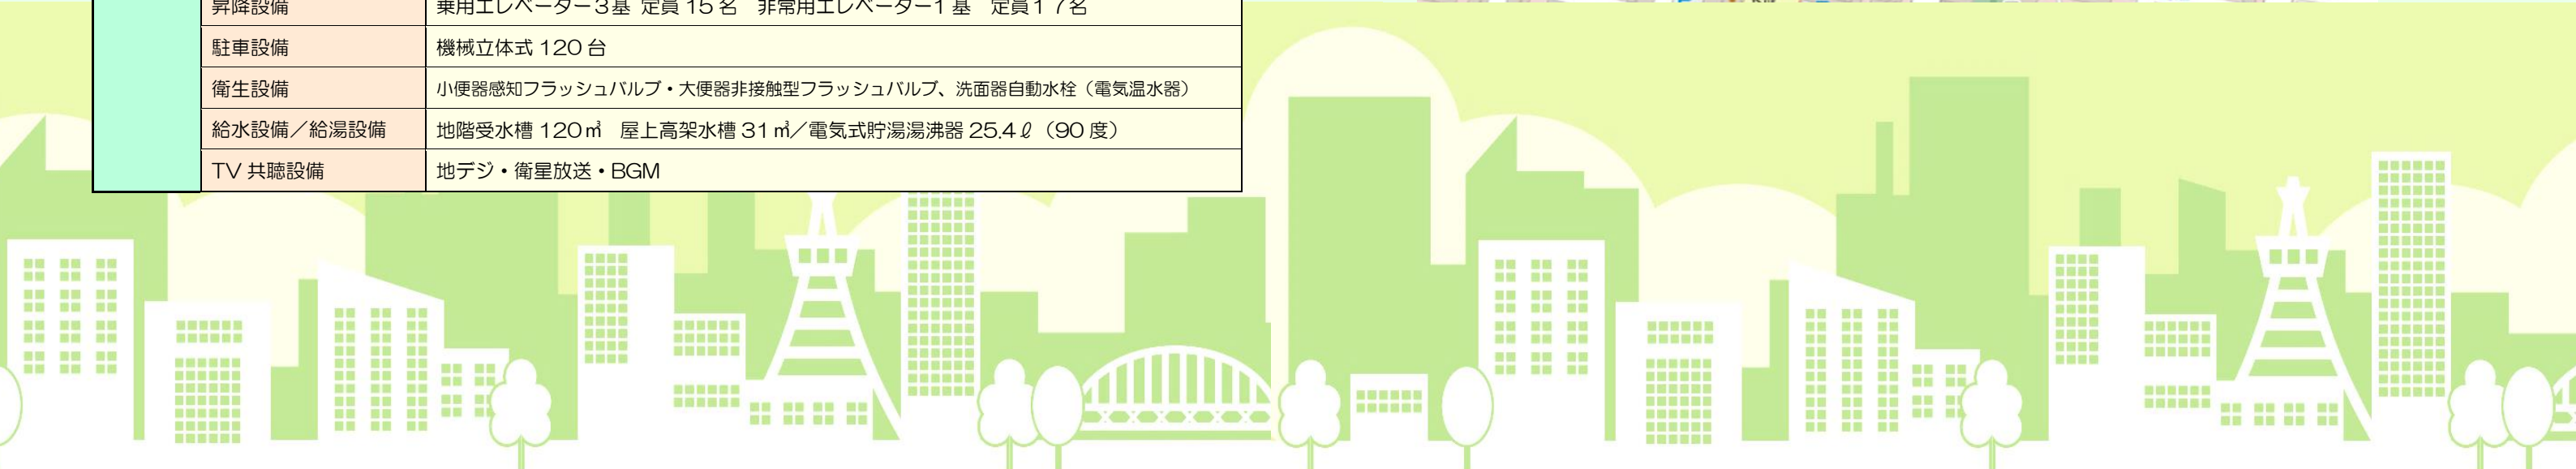 昇降設備 乗用エレベーター3基 定員15名 非常用エレベーター1基 定員17名
駐車設備 機械立体式 120 台
衛生設備 小便器感知フラッシュバルブ・大便器非接触型フラッシュバルブ、洗面器自動水栓（電気温水器）
給水設備／給湯設備 地階受水槽 120㎥ 屋上高架水槽 31㎥／電気式貯湯湯沸器 25.4ℓ（90 度）
TV 共聴設備 地デジ・衛星放送・BGM